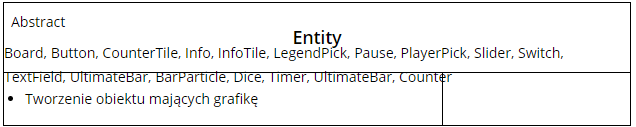 Abstract
Entity
Board, Button, CounterTile, Info, InfoTile, LegendPick, Pause, PlayerPick, Slider, Switch,
TextField, UltimateBar, BarParticle, Dice, Timer, UltimateBar, Counter
• Tworzenie obiektu mających grafikę